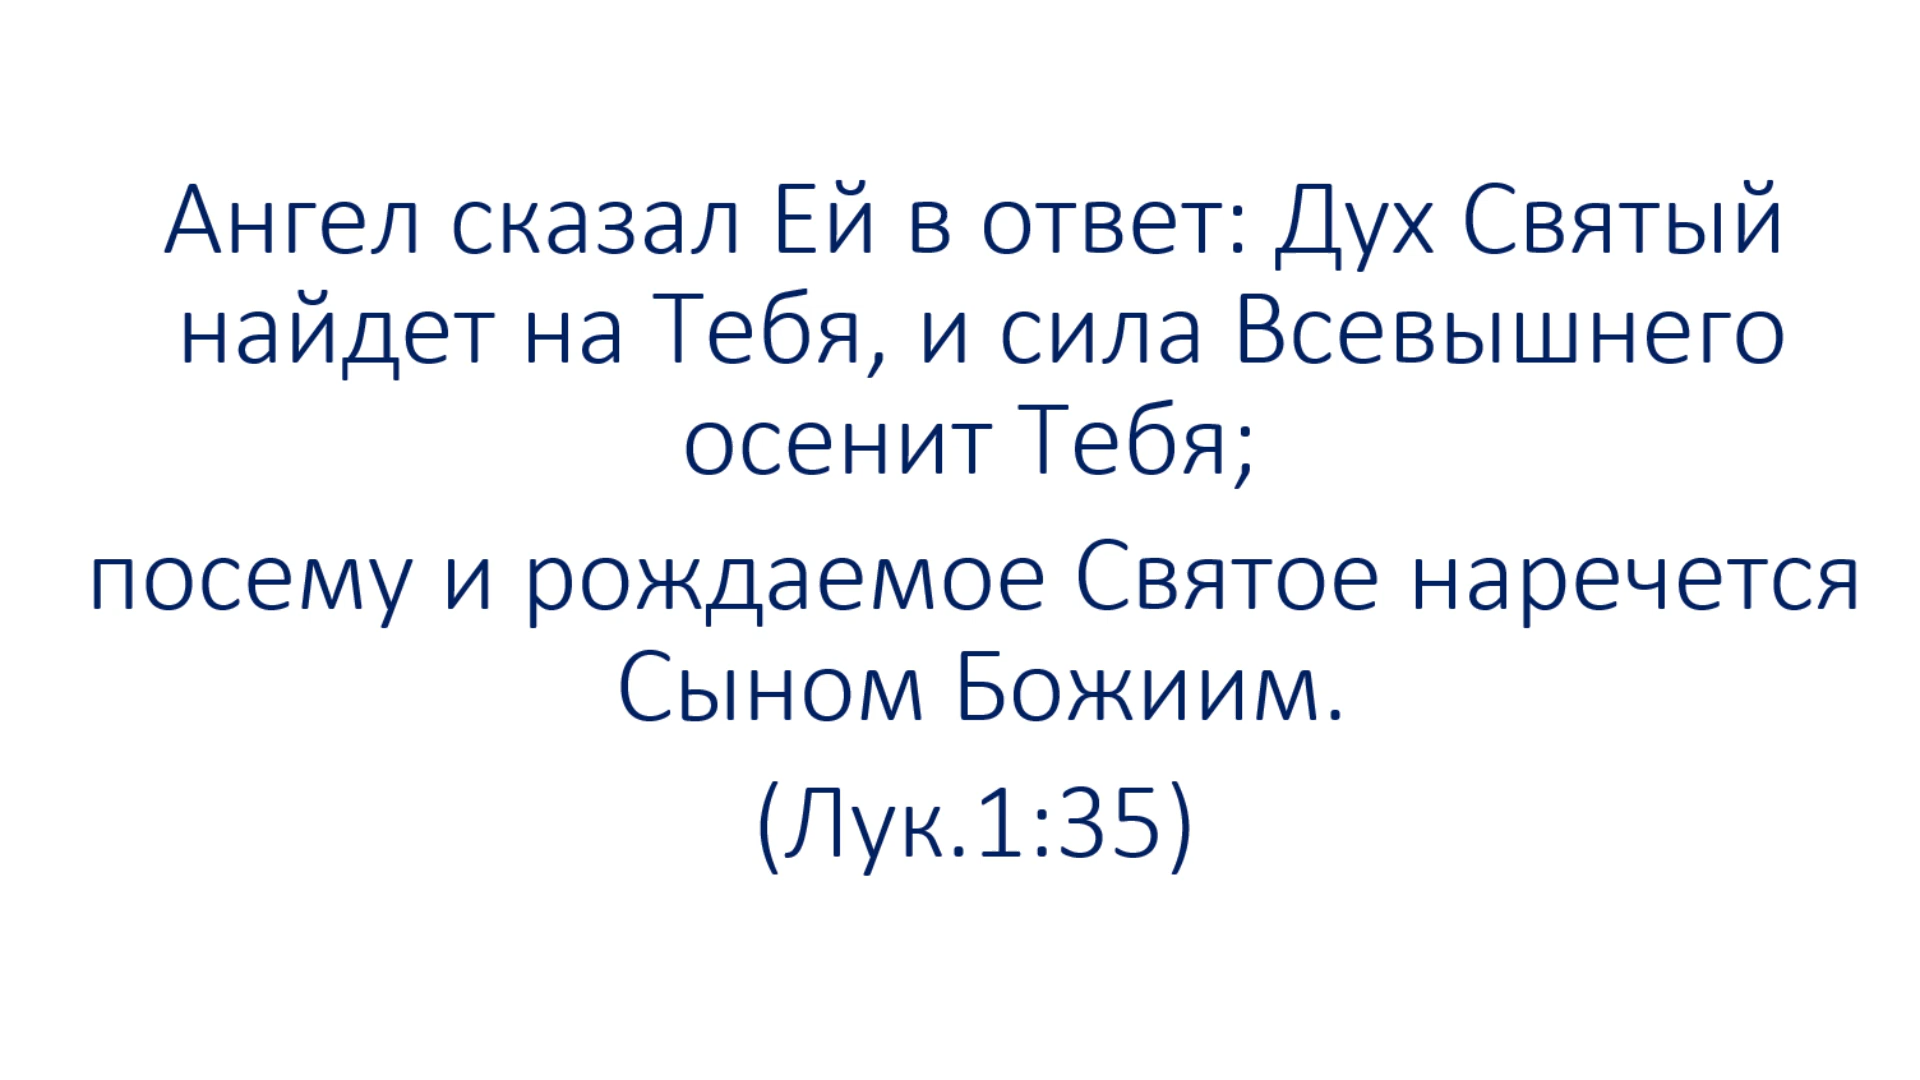 Ангел сказал Ей в ответ: Дух Святый
найдет на Тебя, и сила Всевышнего
осенит Тебя;
посему и рождаемое Святое наречется
Сыном Божиим.
(Лук.1:35)